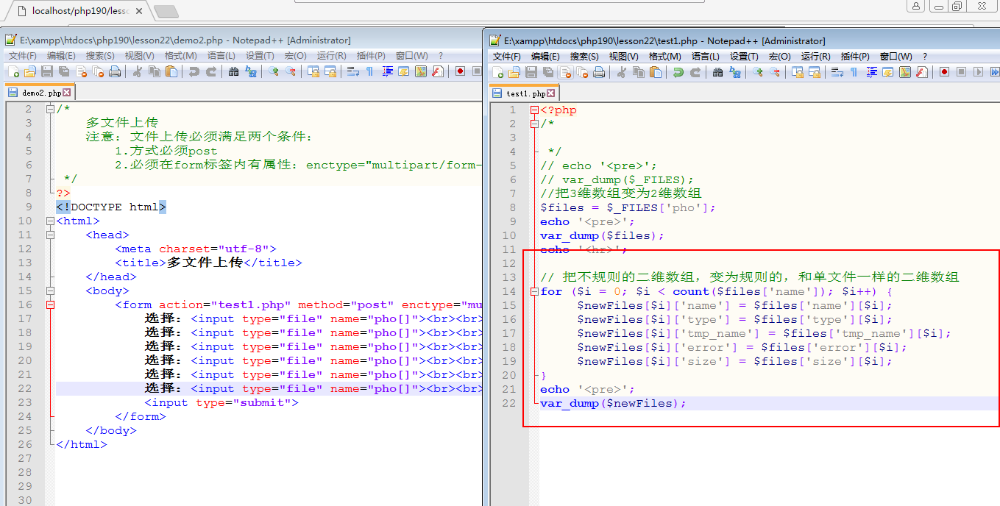 localhost/php190/less
E:\xampp\htdocs\php190\lesson22\demo2.php - Notepad++ [Administrator]
文件(F) 编辑(E) 搜索(S) 视图(V) 格式(M) 语言(L) 设置(T) 宏(O) 运行(R) 插件(P) 窗口(W) ?
demo2.php
2 /*
3 多文件上传
4 注意：文件上传必须满足两个条件：
5 1.方式必须post
6 2.必须在form标签内有属性：enctype="multipart/form-
7 */
8 ?>
9 <!DOCTYPE html>
10 <html>
11 <head>
12 <meta charset="utf-8">
13 <title>多文件上传</title>
14 </head>
15 <body>
16 <form action="test1.php" method="post" enctype="mu
17 选择：<input type="file" name="pho[]"><br><br>
18 选择：<input type="file" name="pho[]"><br><br>
19 选择：<input type="file" name="pho[]"><br><br>
20 选择：<input type="file" name="pho[]"><br><br>
21 选择：<input type="file" name="pho[]"><br><br>
22 选择：<input type="file" name="pho[]"><br><br>
23 <input type="submit">
24 </form>
25 </body>
26 </html>
27
28
29
30
E:\xampp\htdocs\php190\lesson22\test1.php - Notepad++ [Administrator]
文件(F) 编辑(E) 搜索(S) 视图(V) 格式(M) 语言(L) 设置(T) 宏(O) 运行(R) 插件(P) 窗口(W) ?
test1.php
1 <?php
2 /*
3
4 */
5 // echo '<pre>';
6 // var_dump($_FILES);
7 //把3维数组变为2维数组
8 $files = $_FILES['pho'];
9 echo '<pre>';
10 var_dump($files);
11 echo '<hr>';
12
13 // 把不规则的二维数组，变为规则的，和单文件一样的二维数组
14 for ($i = 0; $i < count($files['name']); $i++) {
15 $newFiles[$i]['name'] = $files['name'][$i];
16 $newFiles[$i]['type'] = $files['type'][$i];
17 $newFiles[$i]['tmp_name'] = $files['tmp_name'][$i];
18 $newFiles[$i]['error'] = $files['error'][$i];
19 $newFiles[$i]['size'] = $files['size'][$i];
20 }
21 echo '<pre>';
22 var_dump($newFiles);